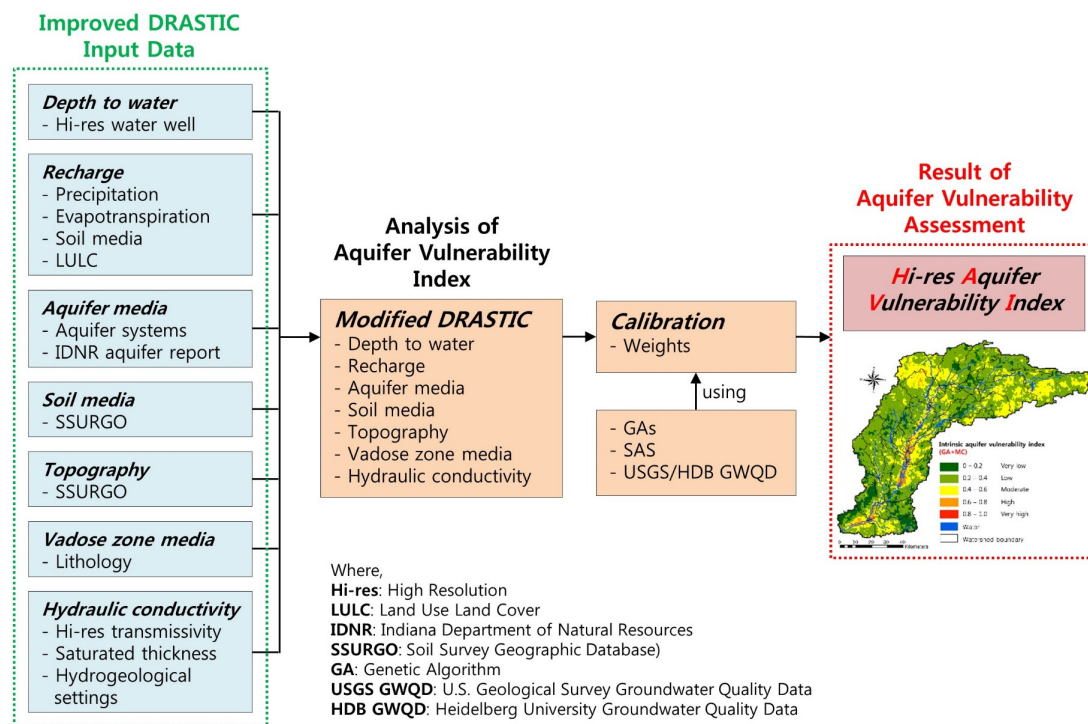 Improved DRASTIC
Input Data
Depth to water
- Hi-res water well
Recharge
- Precipitation
- Evapotranspiration
- Soil media
- LULC
Aquifer media
- Aquifer systems
- IDNR aquifer report
Soil media
- SSURGO
Topography
- SSURGO
Vadose zone media
- Lithology
Hydraulic conductivity
- Hi-res transmissivity
- Saturated thickness
- Hydrogeological
settings
Analysis of
Aquifer Vulnerability
Index
Modified DRASTIC
- Depth to water
- Recharge
- Aquifer media
- Soil media
- Topography
- Vadose zone media
- Hydraulic conductivity
Calibration
- Weights
using
- GAs
- SAS
- USGS/HDB GWQD
Result of
Aquifer Vulnerability
Assessment
Hi-res Aquifer
Vulnerability Index
Intrinsic aquifer vulnerability index
(GA+MC)
0 – 0.2 Very low
0.2 – 0.4 Low
0.4 – 0.6 Moderate
0.6 – 0.8 High
0.8 – 1.0 Very high
Water
Watershed boundary
0 10 20 30 40
Kilometers
Where,
Hi-res: High Resolution
LULC: Land Use Land Cover
IDNR: Indiana Department of Natural Resources
SSURGO: Soil Survey Geographic Database)
GA: Genetic Algorithm
USGS GWQD: U.S. Geological Survey Groundwater Quality Data
HDB GWQD: Heidelberg University Groundwater Quality Data